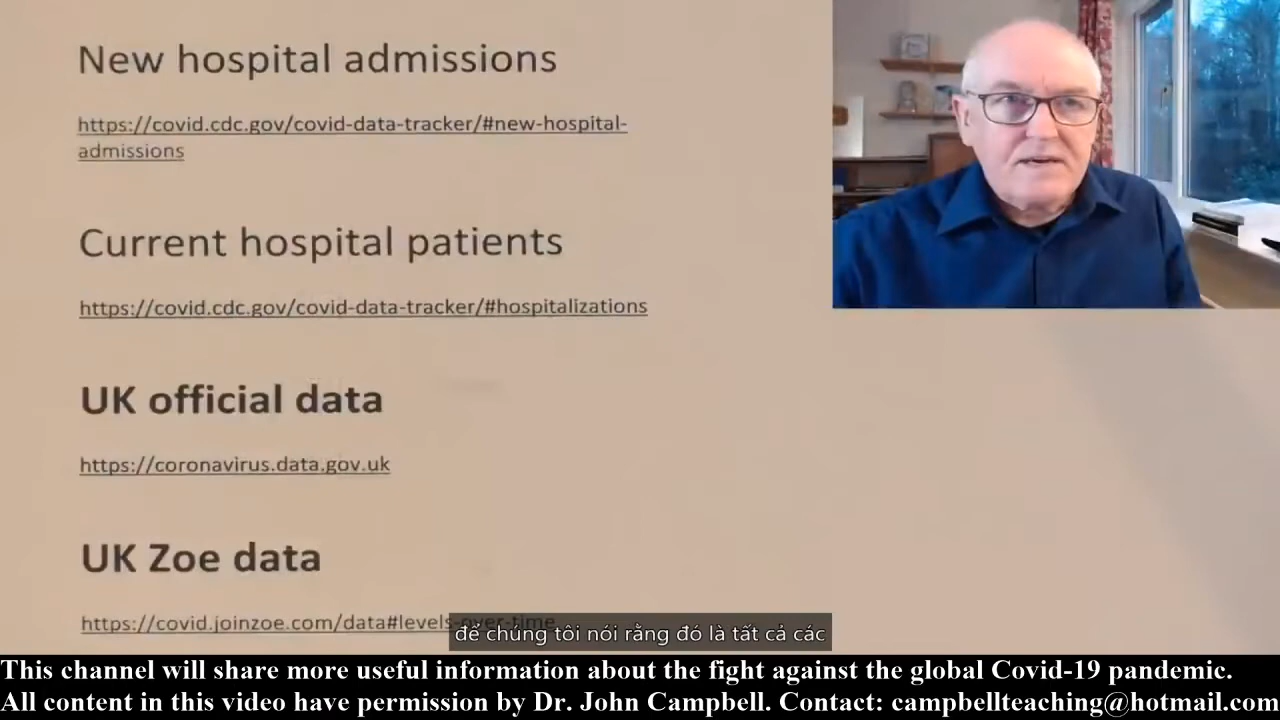 New hospital admissions
https://covid.cdc.gov/covid-data-tracker/#new-hospital-
admissions
Current hospital patients
https://covid.cdc.gov/covid-data-tracker/#hospitalizations
UK official data
https://coronavirus.data.gov.uk
UK Zoe data
https://covid.joinzoe.com/data#levels-over-time
để chúng tôi nói rằng đó là tất cả các
This channel will share more useful information about the fight against the global Covid-19 pandemic.
All content in this video have permission by Dr. John Campbell. Contact: campbellteaching@hotmail.com